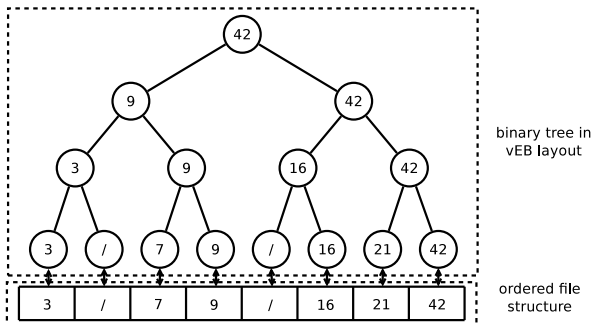 42
9 42
3 9 16 42
binary tree in
vEB layout
3 / 7 9 / 16 21 42
3 / 7 9 / 16 21 42
ordered file
structure